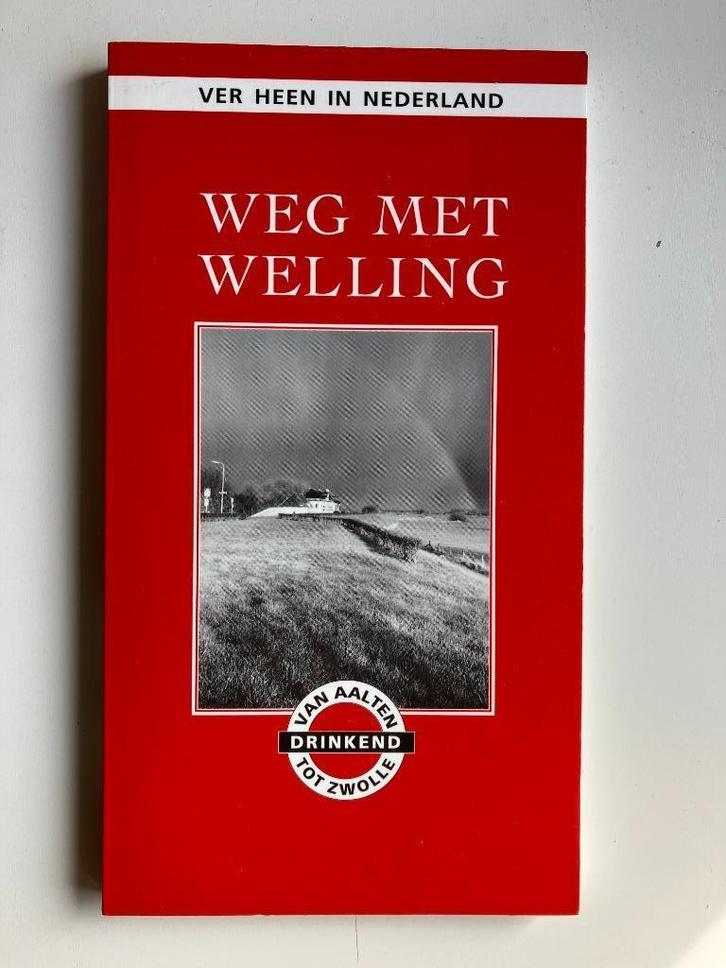 VER HEEN IN NEDERLAND
WEG MET
WELLING
VAN AALTEN
DRINKEND
TOT ZWOLLE